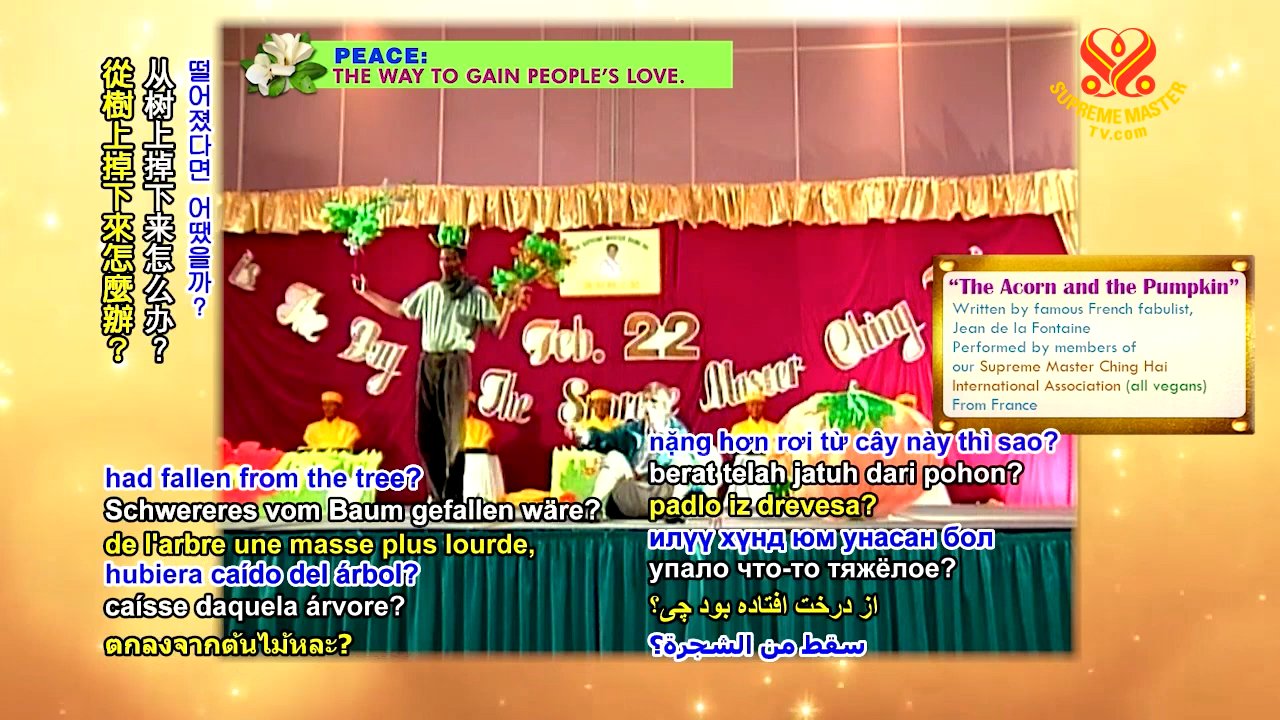 PEACE:
THE WAY TO GAIN PEOPLE'S LOVE.
SUPREME MASTER
TV.com
떨어졌다면 어땠을까?
从树上掉下来怎么办?
從樹上掉下來怎麼辦?
Day
Feb. 22
The Supreme Master Ching
“The Acorn and the Pumpkin”
Written by famous French fabulist,
Jean de la Fontaine
Performed by members of
our Supreme Master Ching Hai
International Association (all vegans)
From France
had fallen from the tree?
Schwereres vom Baum gefallen wäre?
de l'arbre une masse plus lourde,
hubiera caído del árbol?
caísse daquela árvore?
ตกลงจากต้นไม้หละ?
nặng hơn rơi từ cây này thì sao?
berat telah jatuh dari pohon?
padlo iz drevesa?
илүү хүнд юм унасан бол
упало что-то тяжёлое?
از درخت افتاده بود چی؟
سقط من الشجرة؟